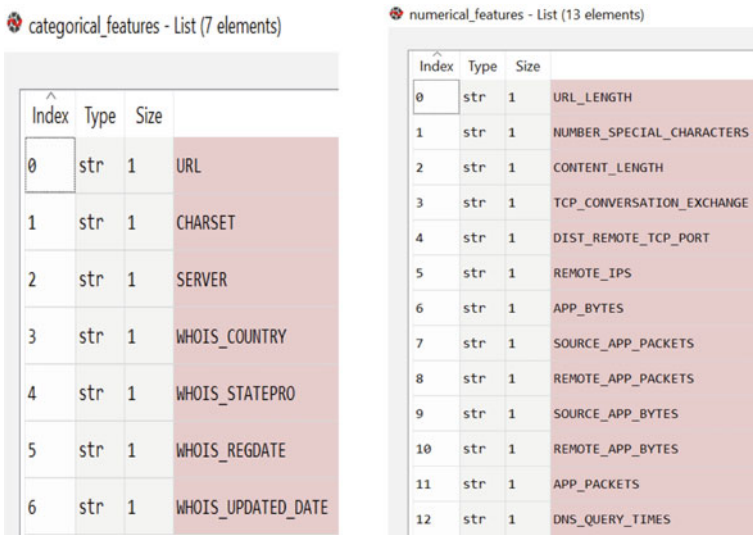 categorical_features - List (7 elements)
Index Type Size
0 str 1 URL
1 str 1 CHARSET
2 str 1 SERVER
3 str 1 WHOIS_COUNTRY
4 str 1 WHOIS_STATEPRO
5 str 1 WHOIS_REGDATE
6 str 1 WHOIS_UPDATED_DATE
numerical_features - List (13 elements)
Index Type Size
0 str 1 URL_LENGTH
1 str 1 NUMBER_SPECIAL_CHARACTERS
2 str 1 CONTENT_LENGTH
3 str 1 TCP_CONVERSATION_EXCHANGE
4 str 1 DIST_REMOTE_TCP_PORT
5 str 1 REMOTE_IPS
6 str 1 APP_BYTES
7 str 1 SOURCE_APP_PACKETS
8 str 1 REMOTE_APP_PACKETS
9 str 1 SOURCE_APP_BYTES
10 str 1 REMOTE_APP_BYTES
11 str 1 APP_PACKETS
12 str 1 DNS_QUERY_TIMES